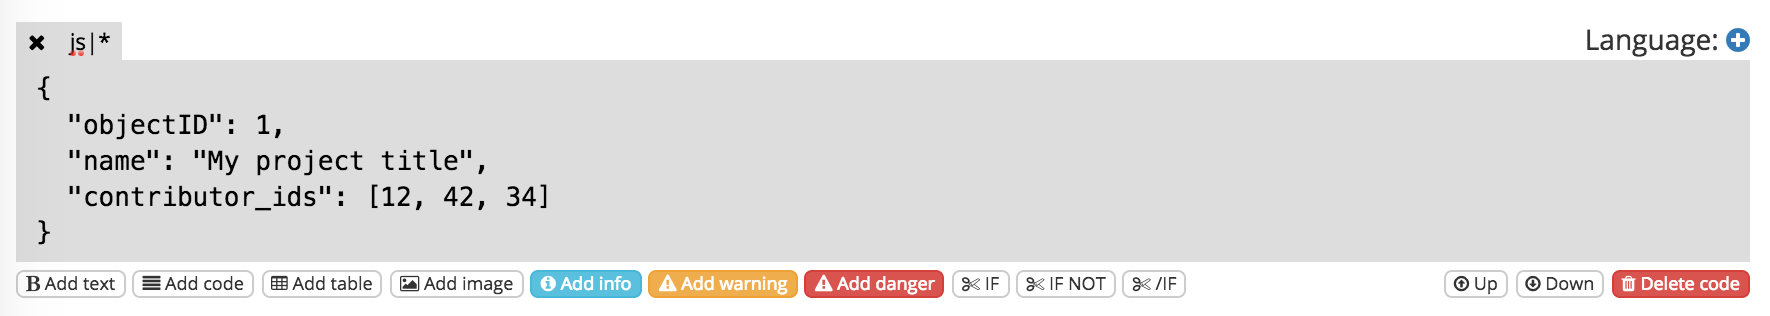 ✖ js|* Language:
{
  "objectID": 1,
  "name": "My project title",
  "contributor_ids": [12, 42, 34]
}
B Add text Add code Add table Add image Add info Add warning Add danger IF IF NOT /IF Up Down Delete code